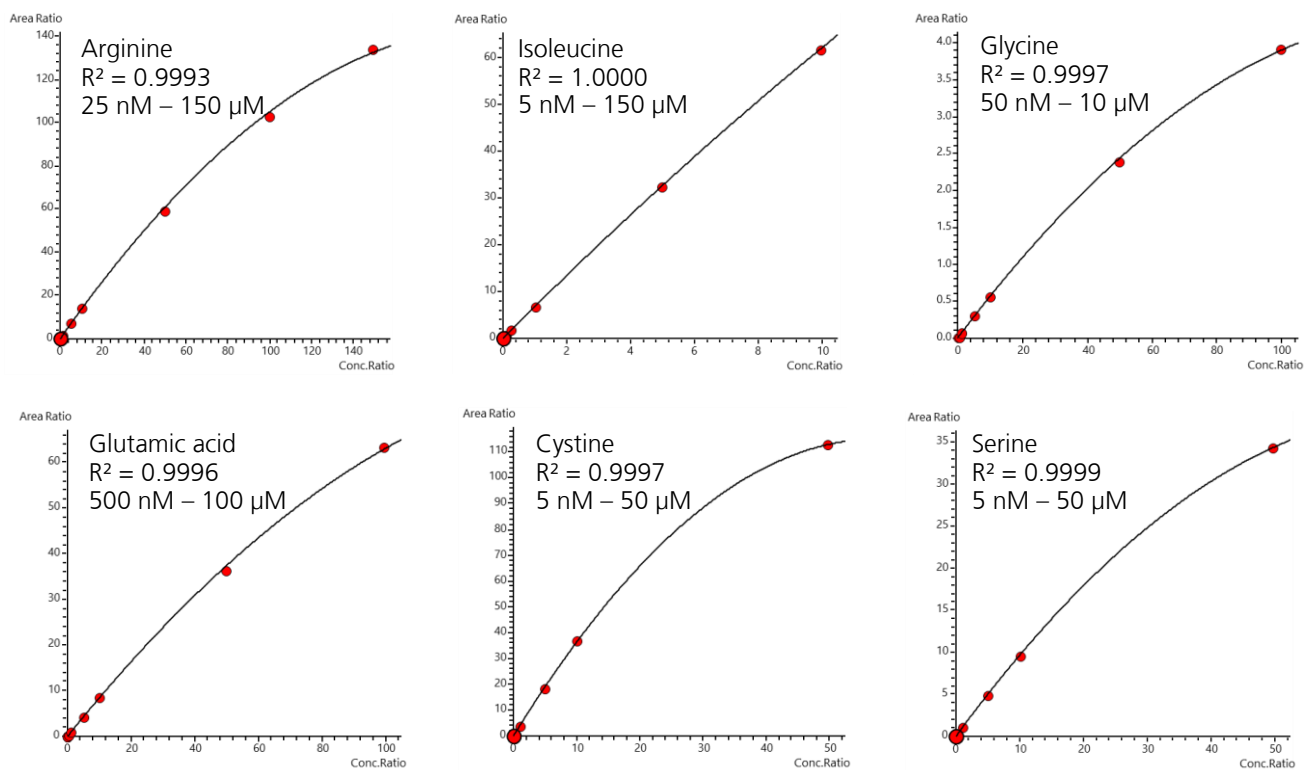 Area Ratio
Arginine
R² = 0.9993
25 nM – 150 µM
140
120
100
80
60
40
20
0
0 20 40 60 80 100 120 140
Conc.Ratio
Area Ratio
Isoleucine
R² = 1.0000
5 nM – 150 µM
60
50
40
30
20
10
0
0 2 4 6 8 10
Conc.Ratio
Area Ratio
Glycine
R² = 0.9997
50 nM – 10 µM
4.0
3.5
3.0
2.5
2.0
1.5
1.0
0.5
0.0
0 20 40 60 80 100
Conc.Ratio
Area Ratio
Glutamic acid
R² = 0.9996
500 nM – 100 µM
60
50
40
30
20
10
0
0 20 40 60 80 100
Conc.Ratio
Area Ratio
Cystine
R² = 0.9997
5 nM – 50 µM
110
100
90
80
70
60
50
40
30
20
10
0
0 10 20 30 40 50
Conc.Ratio
Area Ratio
Serine
R² = 0.9999
5 nM – 50 µM
35
30
25
20
15
10
5
0
0 10 20 30 40 50
Conc.Ratio